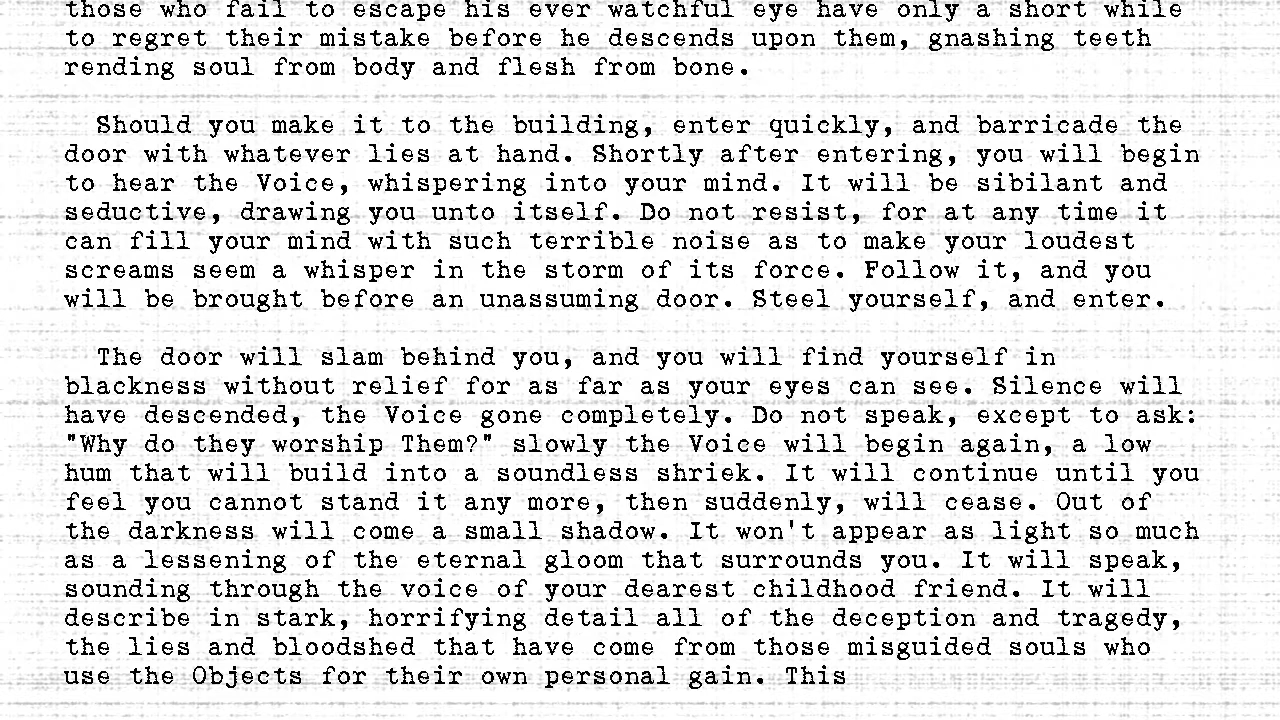 those who fail to escape his ever watchful eye have only a short while
to regret their mistake before he descends upon them, gnashing teeth
rending soul from body and flesh from bone.
Should you make it to the building, enter quickly, and barricade the
door with whatever lies at hand. Shortly after entering, you will begin
to hear the Voice, whispering into your mind. It will be sibilant and
seductive, drawing you unto itself. Do not resist, for at any time it
can fill your mind with such terrible noise as to make your loudest
screams seem a whisper in the storm of its force. Follow it, and you
will be brought before an unassuming door. Steel yourself, and enter.
The door will slam behind you, and you will find yourself in
blackness without relief for as far as your eyes can see. Silence will
have descended, the Voice gone completely. Do not speak, except to ask:
"Why do they worship Them?" slowly the Voice will begin again, a low
hum that will build into a soundless shriek. It will continue until you
feel you cannot stand it any more, then suddenly, will cease. Out of
the darkness will come a small shadow. It won't appear as light so much
as a lessening of the eternal gloom that surrounds you. It will speak,
sounding through the voice of your dearest childhood friend. It will
describe in stark, horrifying detail all of the deception and tragedy,
the lies and bloodshed that have come from those misguided souls who
use the Objects for their own personal gain. This